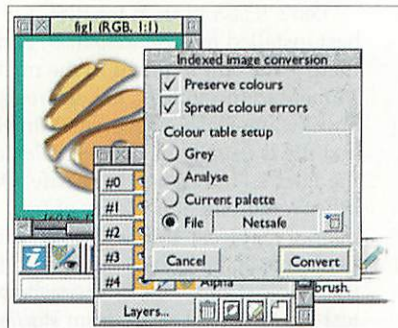 fig1 (RGB, 1:1)
Indexed image conversion
Preserve colours
Spread colour errors
Colour table setup
Grey
Analyse
Current palette
File Netsafe
Cancel Convert
#0
#1
#2
#3
#4 Alpha
brush.
Layers...